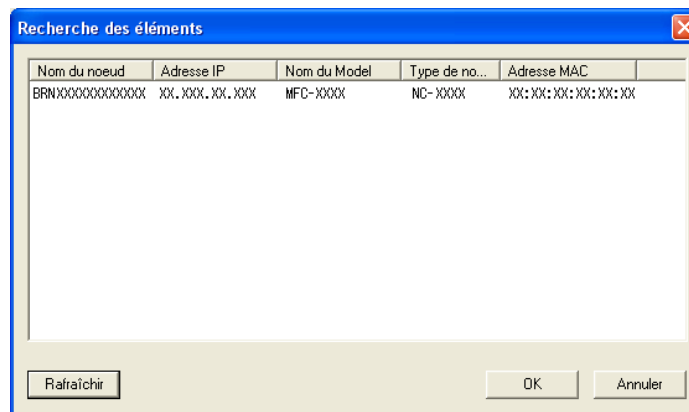 Recherche des éléments
Nom du noeud Adresse IP Nom du Model Type de no... Adresse MAC
BRNXXXXXXXXXXXX XX.XXX.XX.XXX MFC-XXXX NC-XXXX XX:XX:XX:XX:XX:XX
Rafraîchir OK Annuler